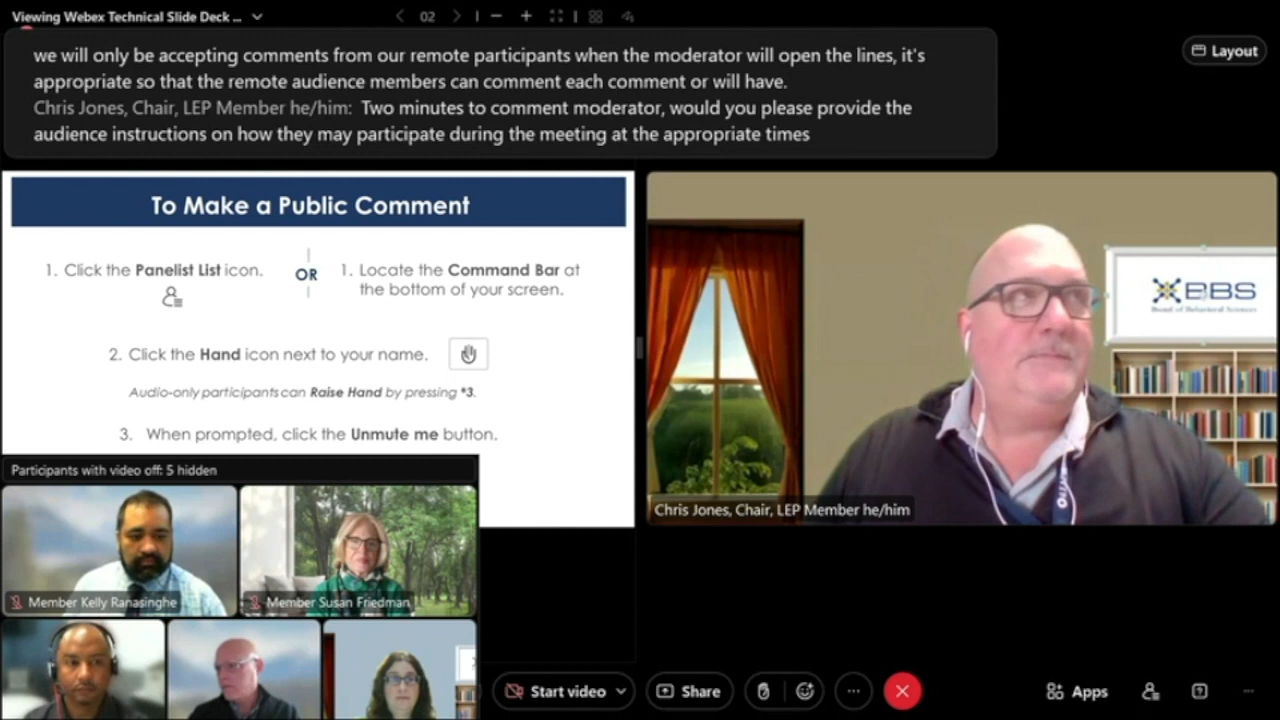 Viewing Webex Technical Slide Deck ...
02
Layout
we will only be accepting comments from our remote participants when the moderator will open the lines, it's
appropriate so that the remote audience members can comment each comment or will have.
Chris Jones, Chair, LEP Member he/him: Two minutes to comment moderator, would you please provide the
audience instructions on how they may participate during the meeting at the appropriate times
To Make a Public Comment
1. Click the Panelist List icon.
OR
1. Locate the Command Bar at
the bottom of your screen.
2. Click the Hand icon next to your name.
Audio-only participants can Raise Hand by pressing *3.
3. When prompted, click the Unmute me button.
BBS
Board of Behavioral Sciences
Chris Jones, Chair, LEP Member he/him
Participants with video off: 5 hidden
Member Kelly Ranasinghe
Member Susan Friedman
Start video
Share
Apps